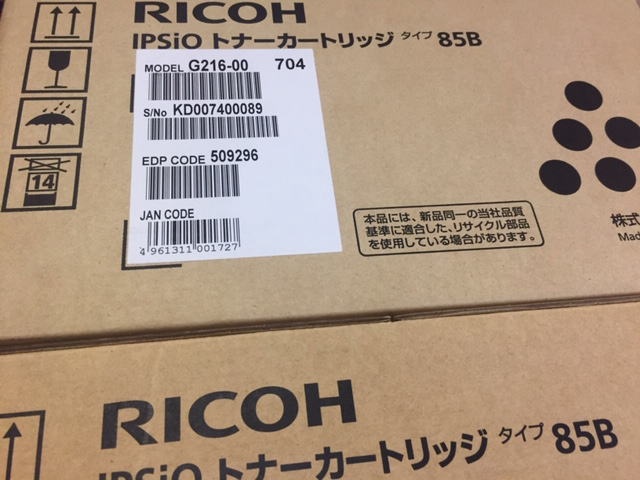 RICOH
IPSiO トナーカートリッジ タイプ 85B
MODEL G216-00 704
S/No KD007400089
EDP CODE 509296
JAN CODE
4 961311 001727
14
本品には、新品同一の当社品質
基準に適合した、リサイクル部品
を使用している場合があります。
株式
Mad
RICOH
IPSiO トナーカートリッジ タイプ 85B